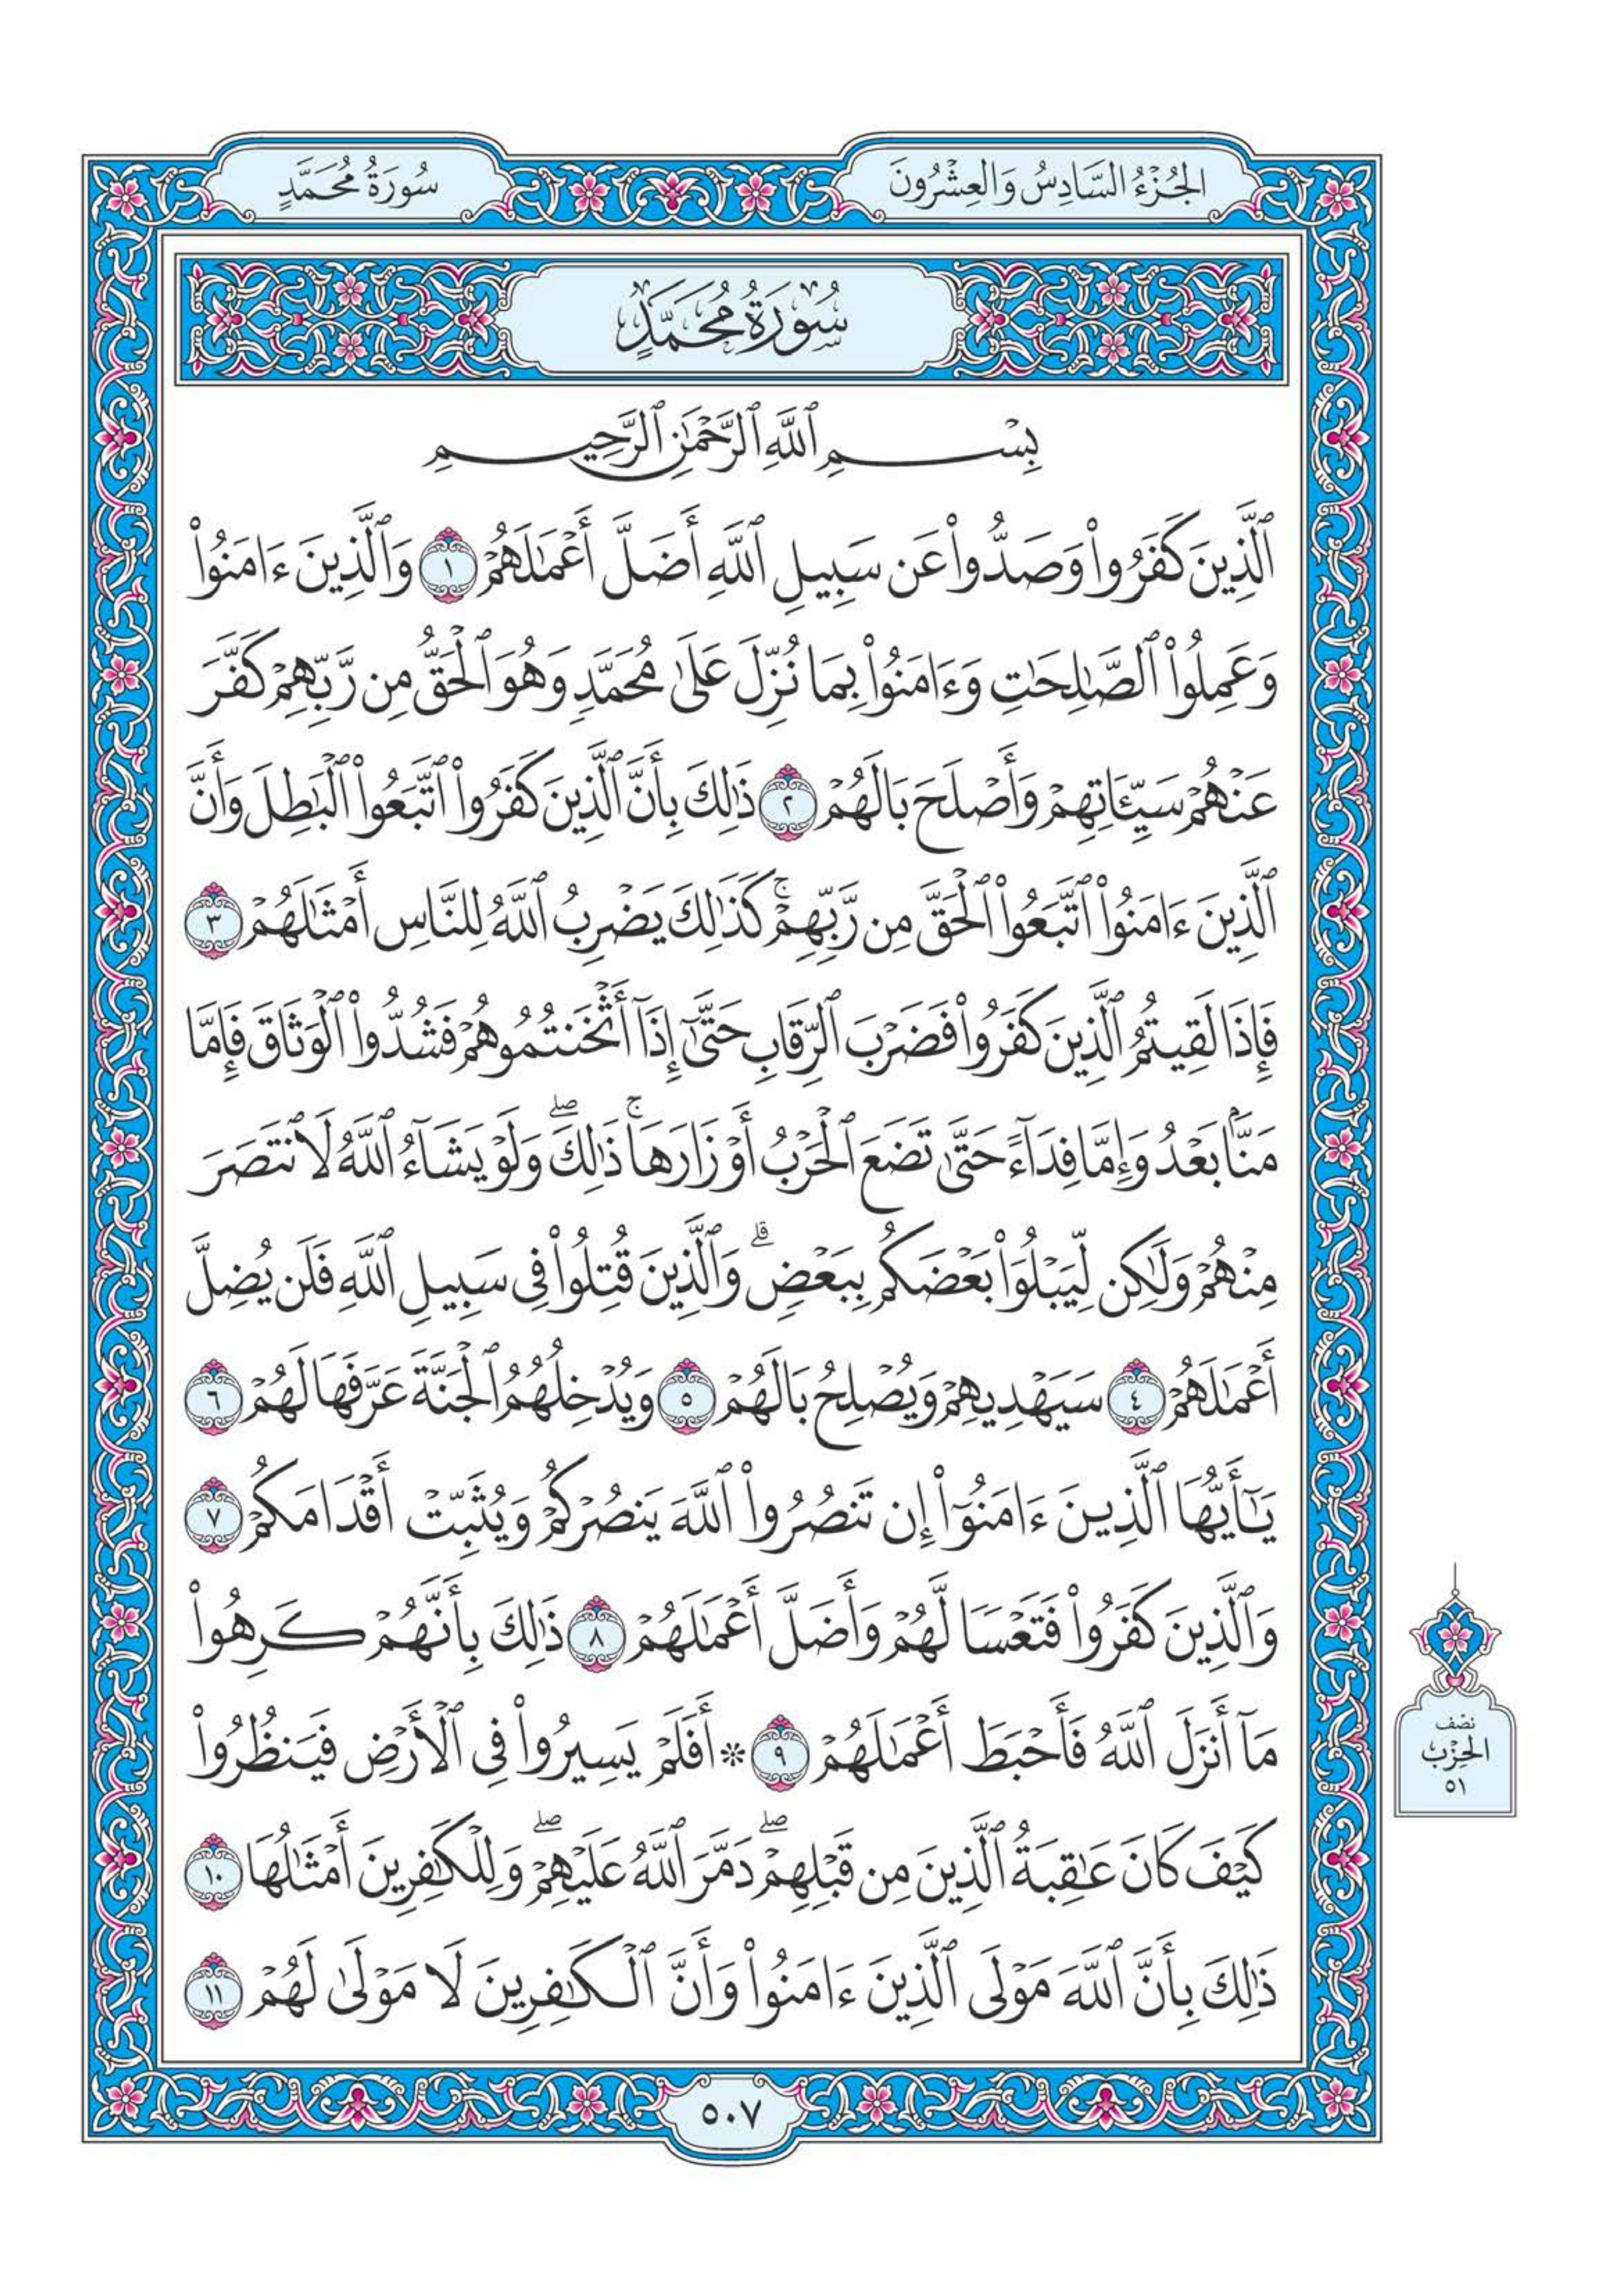 الجُزْءُ السَّادِسُ وَالعِشْرُونَ
سُورَةُ مُحَمَّدٍ
سُورَةُ مُحَمَّدٍ
بِسْمِ ٱللَّهِ ٱلرَّحْمَٰنِ ٱلرَّحِيمِ
ٱلَّذِينَ كَفَرُواْ وَصَدُّواْ عَن سَبِيلِ ٱللَّهِ أَضَلَّ أَعْمَٰلَهُمْ ١ وَٱلَّذِينَ ءَامَنُواْ
وَعَمِلُواْ ٱلصَّٰلِحَٰتِ وَءَامَنُواْ بِمَا نُزِّلَ عَلَىٰ مُحَمَّدٍ وَهُوَ ٱلْحَقُّ مِن رَّبِّهِمْ كَفَّرَ
عَنْهُمْ سَيِّـَٔاتِهِمْ وَأَصْلَحَ بَالَهُمْ ٢ ذَٰلِكَ بِأَنَّ ٱلَّذِينَ كَفَرُواْ ٱتَّبَعُواْ ٱلْبَٰطِلَ وَأَنَّ
ٱلَّذِينَ ءَامَنُواْ ٱتَّبَعُواْ ٱلْحَقَّ مِن رَّبِّهِمْۚ كَذَٰلِكَ يَضْرِبُ ٱللَّهُ لِلنَّاسِ أَمْثَٰلَهُمْ ٣
فَإِذَا لَقِيتُمُ ٱلَّذِينَ كَفَرُواْ فَضَرْبَ ٱلرِّقَابِ حَتَّىٰٓ إِذَآ أَثْخَنتُمُوهُمْ فَشُدُّواْ ٱلْوَثَاقَ فَإِمَّا
مَنَّۢا بَعْدُ وَإِمَّا فِدَآءً حَتَّىٰ تَضَعَ ٱلْحَرْبُ أَوْزَارَهَاۚ ذَٰلِكَۖ وَلَوْ يَشَآءُ ٱللَّهُ لَٱنتَصَرَ
مِنْهُمْ وَلَٰكِن لِّيَبْلُوَاْ بَعْضَكُم بِبَعْضٍۗ وَٱلَّذِينَ قُتِلُواْ فِى سَبِيلِ ٱللَّهِ فَلَن يُضِلَّ
أَعْمَٰلَهُمْ ٤ سَيَهْدِيهِمْ وَيُصْلِحُ بَالَهُمْ ٥ وَيُدْخِلُهُمُ ٱلْجَنَّةَ عَرَّفَهَا لَهُمْ ٦
يَٰٓأَيُّهَا ٱلَّذِينَ ءَامَنُوٓاْ إِن تَنصُرُواْ ٱللَّهَ يَنصُرْكُمْ وَيُثَبِّتْ أَقْدَامَكُمْ ٧
وَٱلَّذِينَ كَفَرُواْ فَتَعْسًا لَّهُمْ وَأَضَلَّ أَعْمَٰلَهُمْ ٨ ذَٰلِكَ بِأَنَّهُمْ كَرِهُواْ
مَآ أَنزَلَ ٱللَّهُ فَأَحْبَطَ أَعْمَٰلَهُمْ ٩ * أَفَلَمْ يَسِيرُواْ فِى ٱلْأَرْضِ فَيَنظُرُواْ
كَيْفَ كَانَ عَٰقِبَةُ ٱلَّذِينَ مِن قَبْلِهِمْۖ دَمَّرَ ٱللَّهُ عَلَيْهِمْۖ وَلِلْكَٰفِرِينَ أَمْثَٰلُهَا ١٠
ذَٰلِكَ بِأَنَّ ٱللَّهَ مَوْلَى ٱلَّذِينَ ءَامَنُواْ وَأَنَّ ٱلْكَٰفِرِينَ لَا مَوْلَىٰ لَهُمْ ١١
نصْف
الحِزْب
٥١
٥٠٧